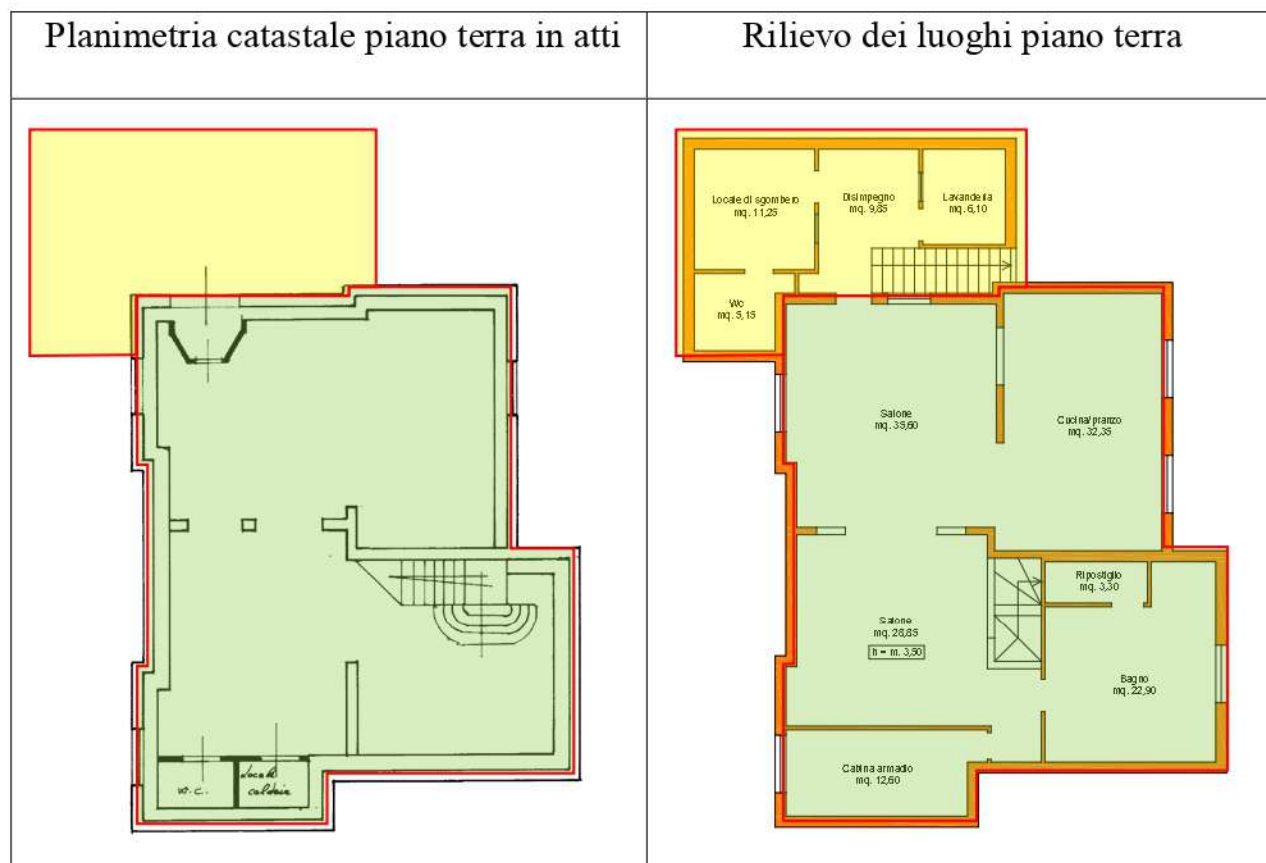 Planimetria catastale piano terra in atti
Rilievo dei luoghi piano terra
Locale di sgombero
mq. 11,25
Disimpegno
mq. 9,85
Lavanderia
mq. 6,10
Wc
mq. 5,15
Salone
mq. 35,60
Cucina/pranzo
mq. 32,35
Ripostiglio
mq. 3,30
Salone
mq. 28,85
h = m. 3,50
Bagno
mq. 22,90
Cabina armadio
mq. 12,60
W.C.
Locale
caldaia